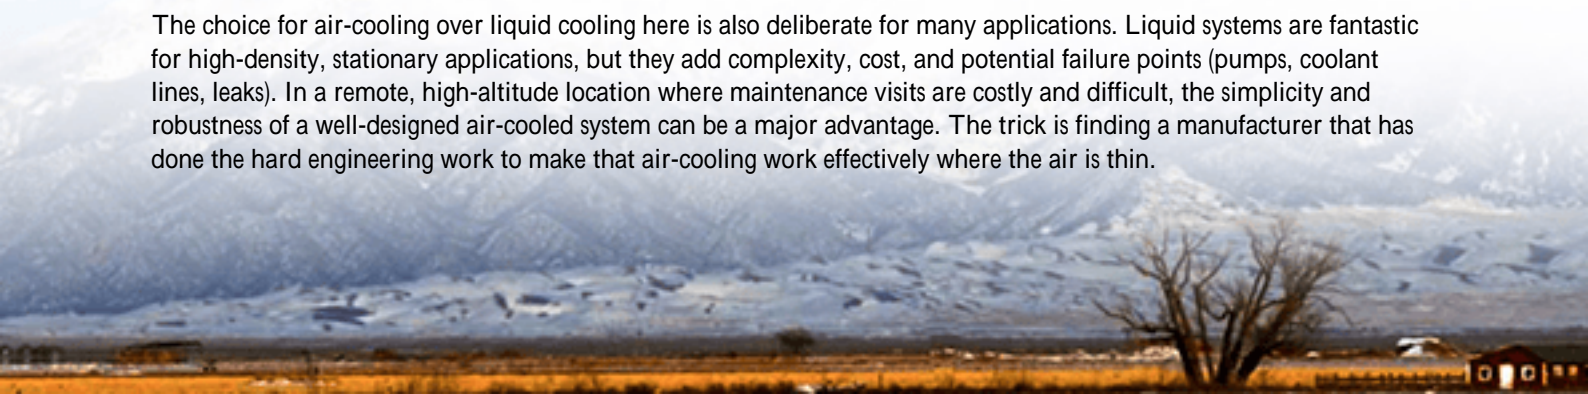 The choice for air-cooling over liquid cooling here is also deliberate for many applications. Liquid systems are fantastic
for high-density, stationary applications, but they add complexity, cost, and potential failure points (pumps, coolant
lines, leaks). In a remote, high-altitude location where maintenance visits are costly and difficult, the simplicity and
robustness of a well-designed air-cooled system can be a major advantage. The trick is finding a manufacturer that has
done the hard engineering work to make that air-cooling work effectively where the air is thin.